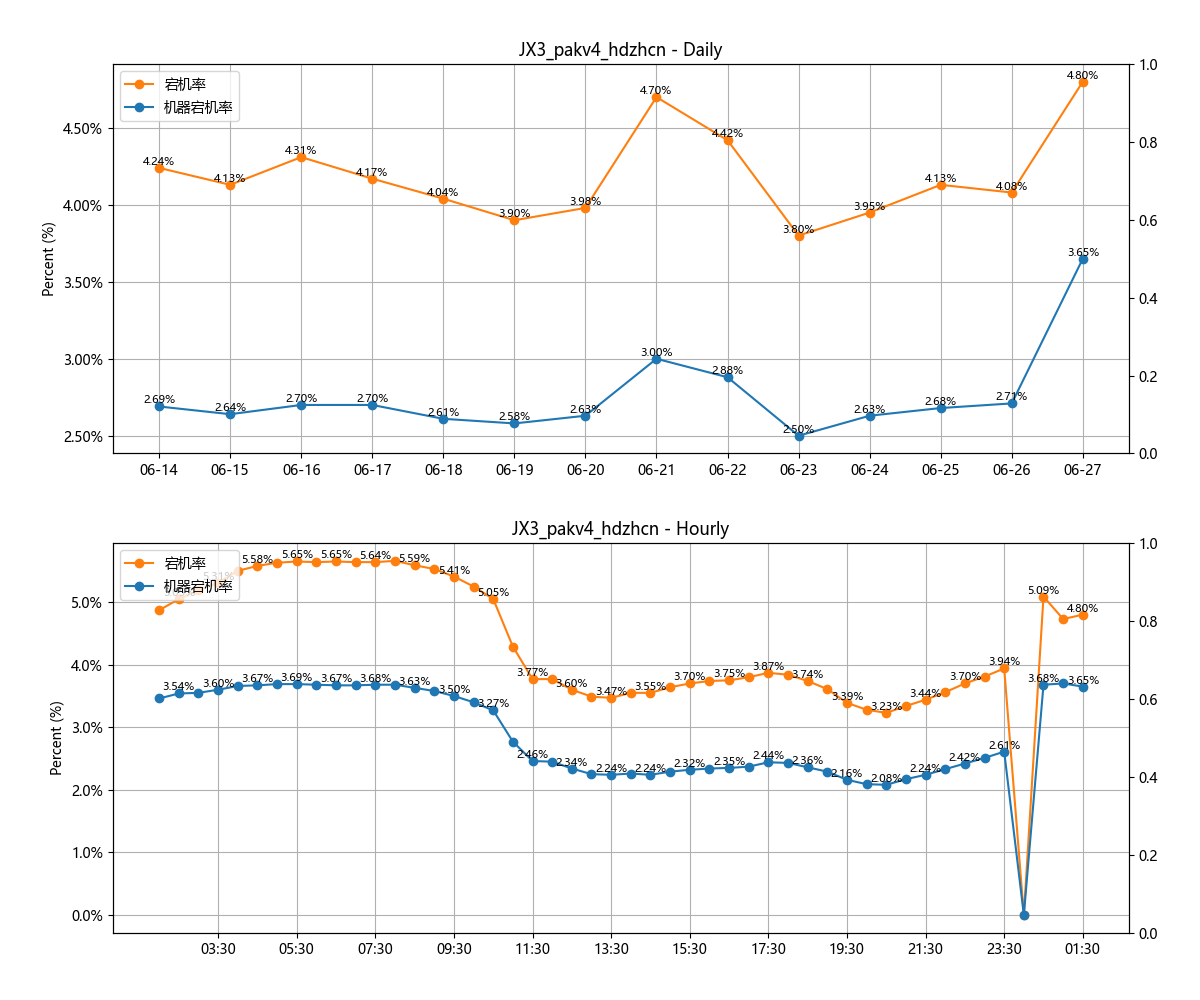 JX3_pakv4_hdzhcn - Daily
宕机率
机器宕机率
Percent (%)
4.50%
4.00%
3.50%
3.00%
2.50%
1.0
0.8
0.6
0.4
0.2
0.0
4.24% 4.13% 4.31% 4.17% 4.04% 3.90% 3.98% 4.70% 4.42% 3.80% 3.95% 4.13% 4.08% 4.80%
2.69% 2.64% 2.70% 2.70% 2.61% 2.58% 2.63% 3.00% 2.88% 2.50% 2.63% 2.68% 2.71% 3.65%
06-14 06-15 06-16 06-17 06-18 06-19 06-20 06-21 06-22 06-23 06-24 06-25 06-26 06-27
JX3_pakv4_hdzhcn - Hourly
宕机率
机器宕机率
Percent (%)
5.0%
4.0%
3.0%
2.0%
1.0%
0.0%
1.0
0.8
0.6
0.4
0.2
0.0
5.31% 5.58% 5.65% 5.65% 5.64% 5.59% 5.41% 5.05% 3.77% 3.60% 3.47% 3.55% 3.70% 3.75% 3.87% 3.74% 3.39% 3.23% 3.44% 3.70% 3.94% 5.09% 4.80%
3.54% 3.60% 3.67% 3.69% 3.67% 3.68% 3.63% 3.50% 3.27% 2.46% 2.34% 2.24% 2.24% 2.32% 2.35% 2.44% 2.36% 2.16% 2.08% 2.24% 2.42% 2.61% 3.68% 3.65%
03:30 05:30 07:30 09:30 11:30 13:30 15:30 17:30 19:30 21:30 23:30 01:30